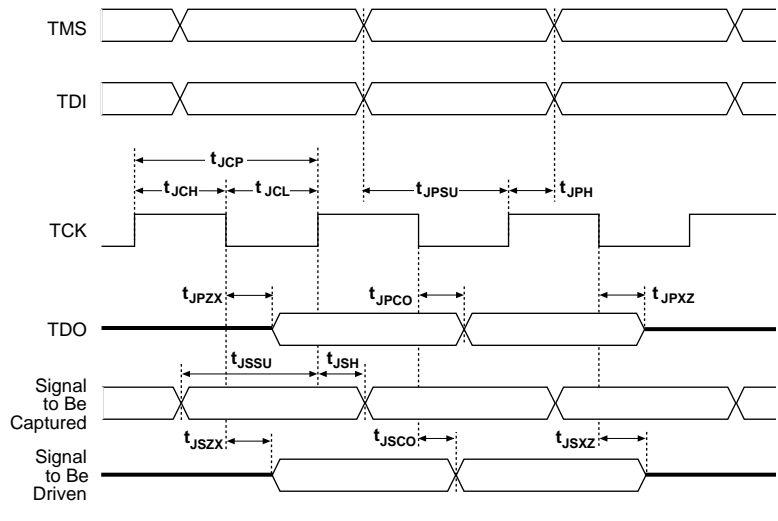 TMS
TDI
tJCP
tJCH
tJCL
tJPSU
tJPH
TCK
tJPZX
tJPCO
tJPXZ
TDO
tJSSU
tJSH
Signal
to Be
Captured
tJSZX
tJSCO
tJSXZ
Signal
to Be
Driven